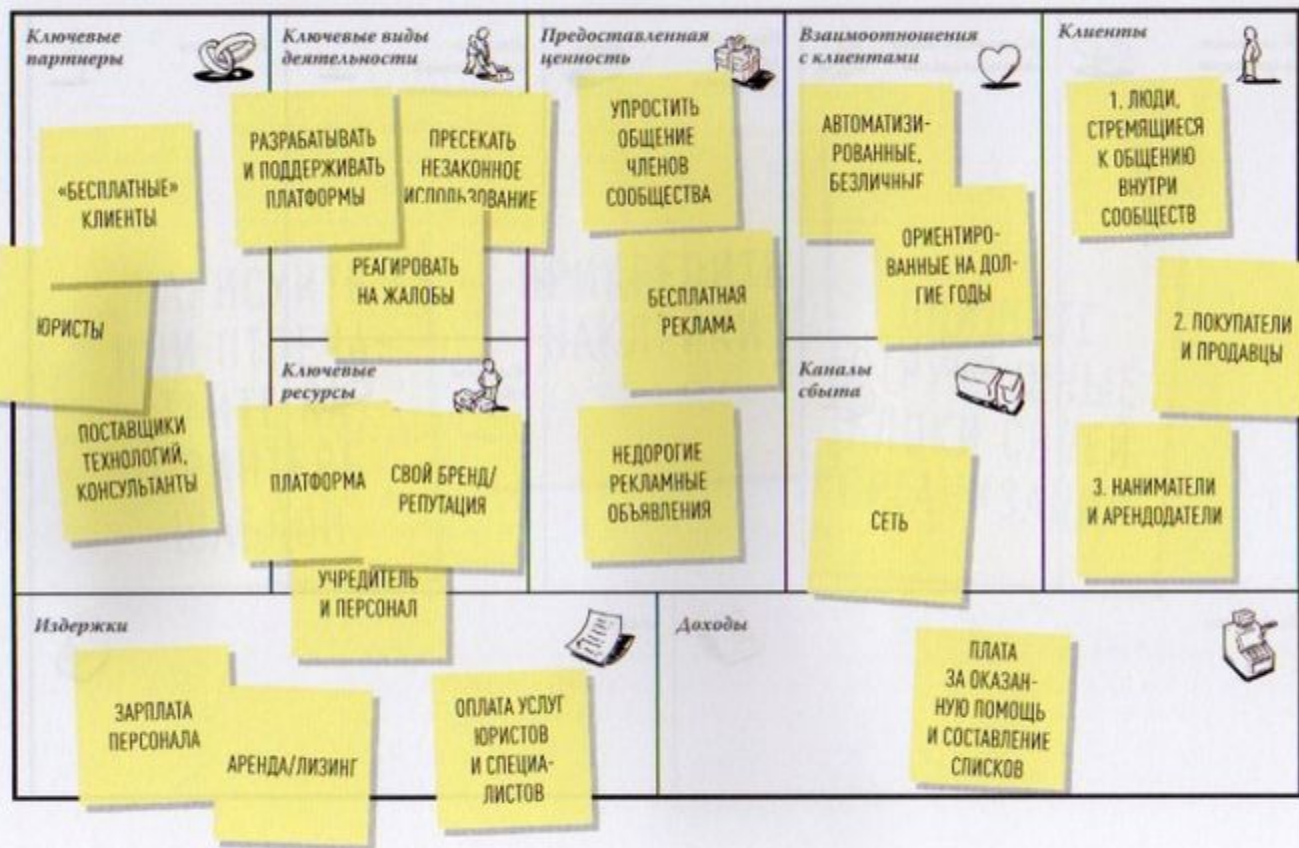 Ключевые
партнеры
«БЕСПЛАТНЫЕ»
КЛИЕНТЫ
ЮРИСТЫ
ПОСТАВЩИКИ
ТЕХНОЛОГИЙ,
КОНСУЛЬТАНТЫ
Ключевые виды
деятельности
РАЗРАБАТЫВАТЬ
И ПОДДЕРЖИВАТЬ
ПЛАТФОРМЫ
ПРЕСЕКАТЬ
НЕЗАКОННОЕ
ИСПОЛЬЗОВАНИЕ
РЕАГИРОВАТЬ
НА ЖАЛОБЫ
Ключевые
ресурсы
ПЛАТФОРМА
СВОЙ БРЕНД/
РЕПУТАЦИЯ
УЧРЕДИТЕЛЬ
И ПЕРСОНАЛ
Предоставленная
ценность
УПРОСТИТЬ
ОБЩЕНИЕ
ЧЛЕНОВ
СООБЩЕСТВА
БЕСПЛАТНАЯ
РЕКЛАМА
НЕДОРОГИЕ
РЕКЛАМНЫЕ
ОБЪЯВЛЕНИЯ
Взаимоотношения
с клиентами
АВТОМАТИЗИ-
РОВАННЫЕ,
БЕЗЛИЧНЫЕ
ОРИЕНТИРО-
ВАННЫЕ НА ДОЛ-
ГИЕ ГОДЫ
Каналы
сбыта
СЕТЬ
Клиенты
1. ЛЮДИ,
СТРЕМЯЩИЕСЯ
К ОБЩЕНИЮ
ВНУТРИ
СООБЩЕСТВ
2. ПОКУПАТЕЛИ
И ПРОДАВЦЫ
3. НАНИМАТЕЛИ
И АРЕНДОДАТЕЛИ
Издержки
ЗАРПЛАТА
ПЕРСОНАЛА
АРЕНДА/ЛИЗИНГ
ОПЛАТА УСЛУГ
ЮРИСТОВ
И СПЕЦИА-
ЛИСТОВ
Доходы
ПЛАТА
ЗА ОКАЗАН-
НУЮ ПОМОЩЬ
И СОСТАВЛЕНИЕ
СПИСКОВ